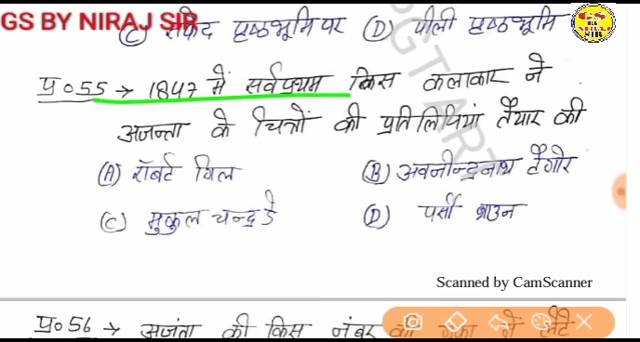 GS BY NIRAJ SIR
(C) सफेद पृष्ठभूमि पर (D) पीली पृष्ठभूमि
प्र०55 → 1847 में सर्वप्रथम किस कलाकार ने
अजन्ता के चित्रों की प्रतिलिपियां तैयार की
(A) रॉबर्ट गिल (B) अवनीन्द्रनाथ टैगोर
(C) मुकुल चन्द्र डे (D) पर्सी ब्राउन
Scanned by CamScanner
प्र०56 → अजंता की किस नंबर की गुफा में